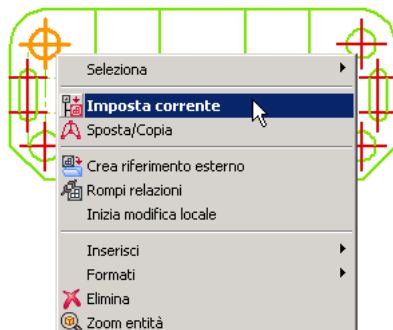 Seleziona
Imposta corrente
Sposta/Copia
Crea riferimento esterno
Rompi relazioni
Inizia modifica locale
Inserisci
Formati
Elimina
Zoom entità